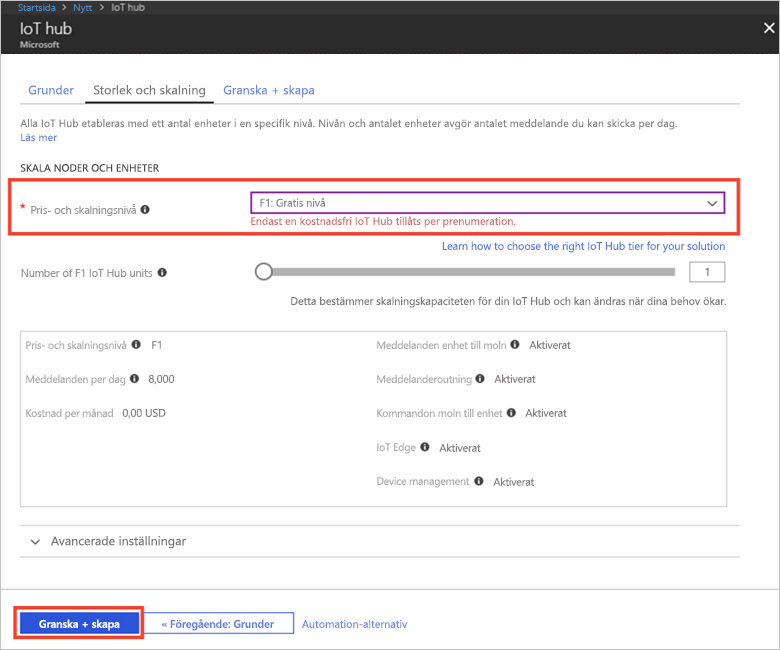 Startsida > Nytt > IoT hub
IoT hub
Microsoft
Grunder Storlek och skalning Granska + skapa
Alla IoT Hub etableras med ett antal enheter i en specifik nivå. Nivån och antalet enheter avgör antalet meddelande du kan skicka per dag.
Läs mer
SKALA NODER OCH ENHETER
* Pris- och skalningsnivå F1: Gratis nivå
Endast en kostnadsfri IoT Hub tillåts per prenumeration.
Learn how to choose the right IoT Hub tier for your solution
Number of F1 IoT Hub units 1
Detta bestämmer skalningskapaciteten för din IoT Hub och kan ändras när dina behov ökar.
Pris- och skalningsnivå F1 Meddelanden enhet till moln Aktiverat
Meddelanden per dag 8,000 Meddelanderoutning Aktiverat
Kostnad per månad 0,00 USD Kommandon moln till enhet Aktiverat
IoT Edge Aktiverat
Device management Aktiverat
Avancerade inställningar
Granska + skapa « Föregående: Grunder Automation-alternativ